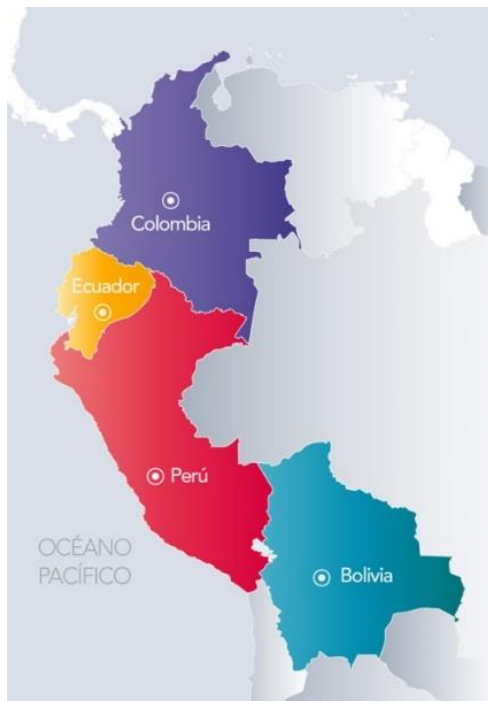 Colombia
Ecuador
Perú
OCÉANO
PACÍFICO
Bolivia